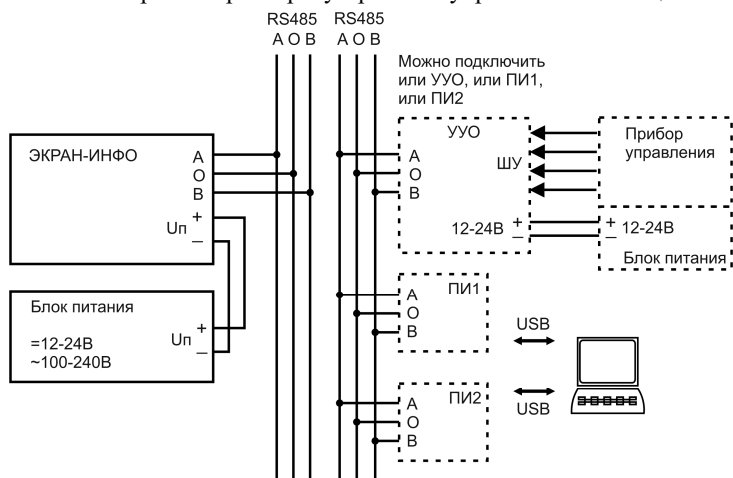 RS485 RS485
А О В А О В
Можно подключить
или УУО, или ПИ1,
или ПИ2
ЭКРАН-ИНФО
А
О
В
Uп
+
–
Блок питания
=12-24В
~100-240В
Uп
+
–
УУО
А
О
В
ШУ
12-24В
+
–
Прибор
управления
+ 12-24В
–
Блок питания
ПИ1
А
О
В
USB
ПИ2
А
О
В
USB